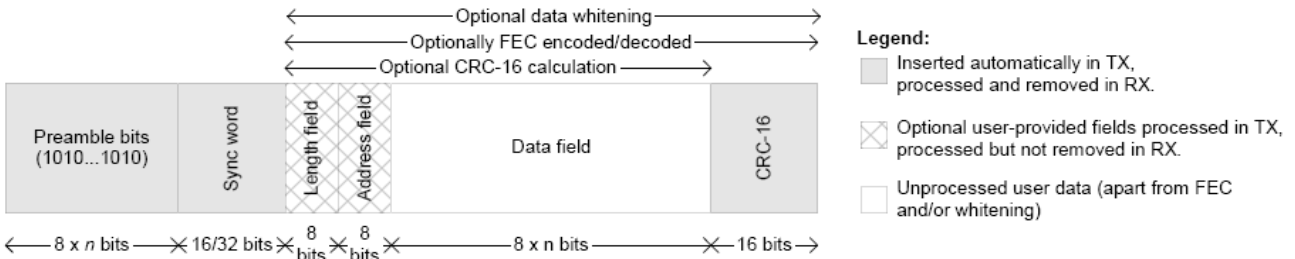 Optional data whitening
Optionally FEC encoded/decoded
Optional CRC-16 calculation
Preamble bits
(1010...1010)
Sync word
Length field
Address field
Data field
CRC-16
8 x n bits
16/32 bits
8
bits
8
bits
8 x n bits
16 bits
Legend:
Inserted automatically in TX,
processed and removed in RX.
Optional user-provided fields processed in TX,
processed but not removed in RX.
Unprocessed user data (apart from FEC
and/or whitening)